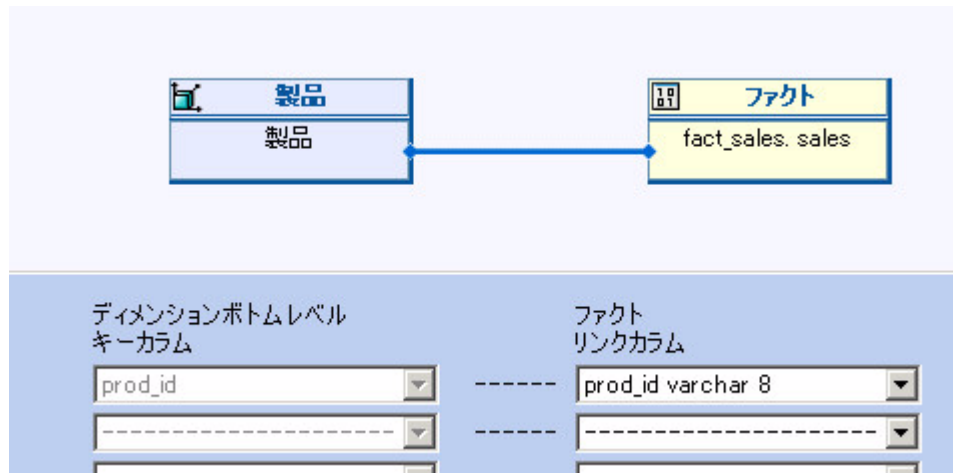 製品
ファクト
製品
fact_sales. sales
ディメンションボトムレベル
キーカラム
ファクト
リンクカラム
prod_id
------
prod_id varchar 8
---------------------
------
---------------------